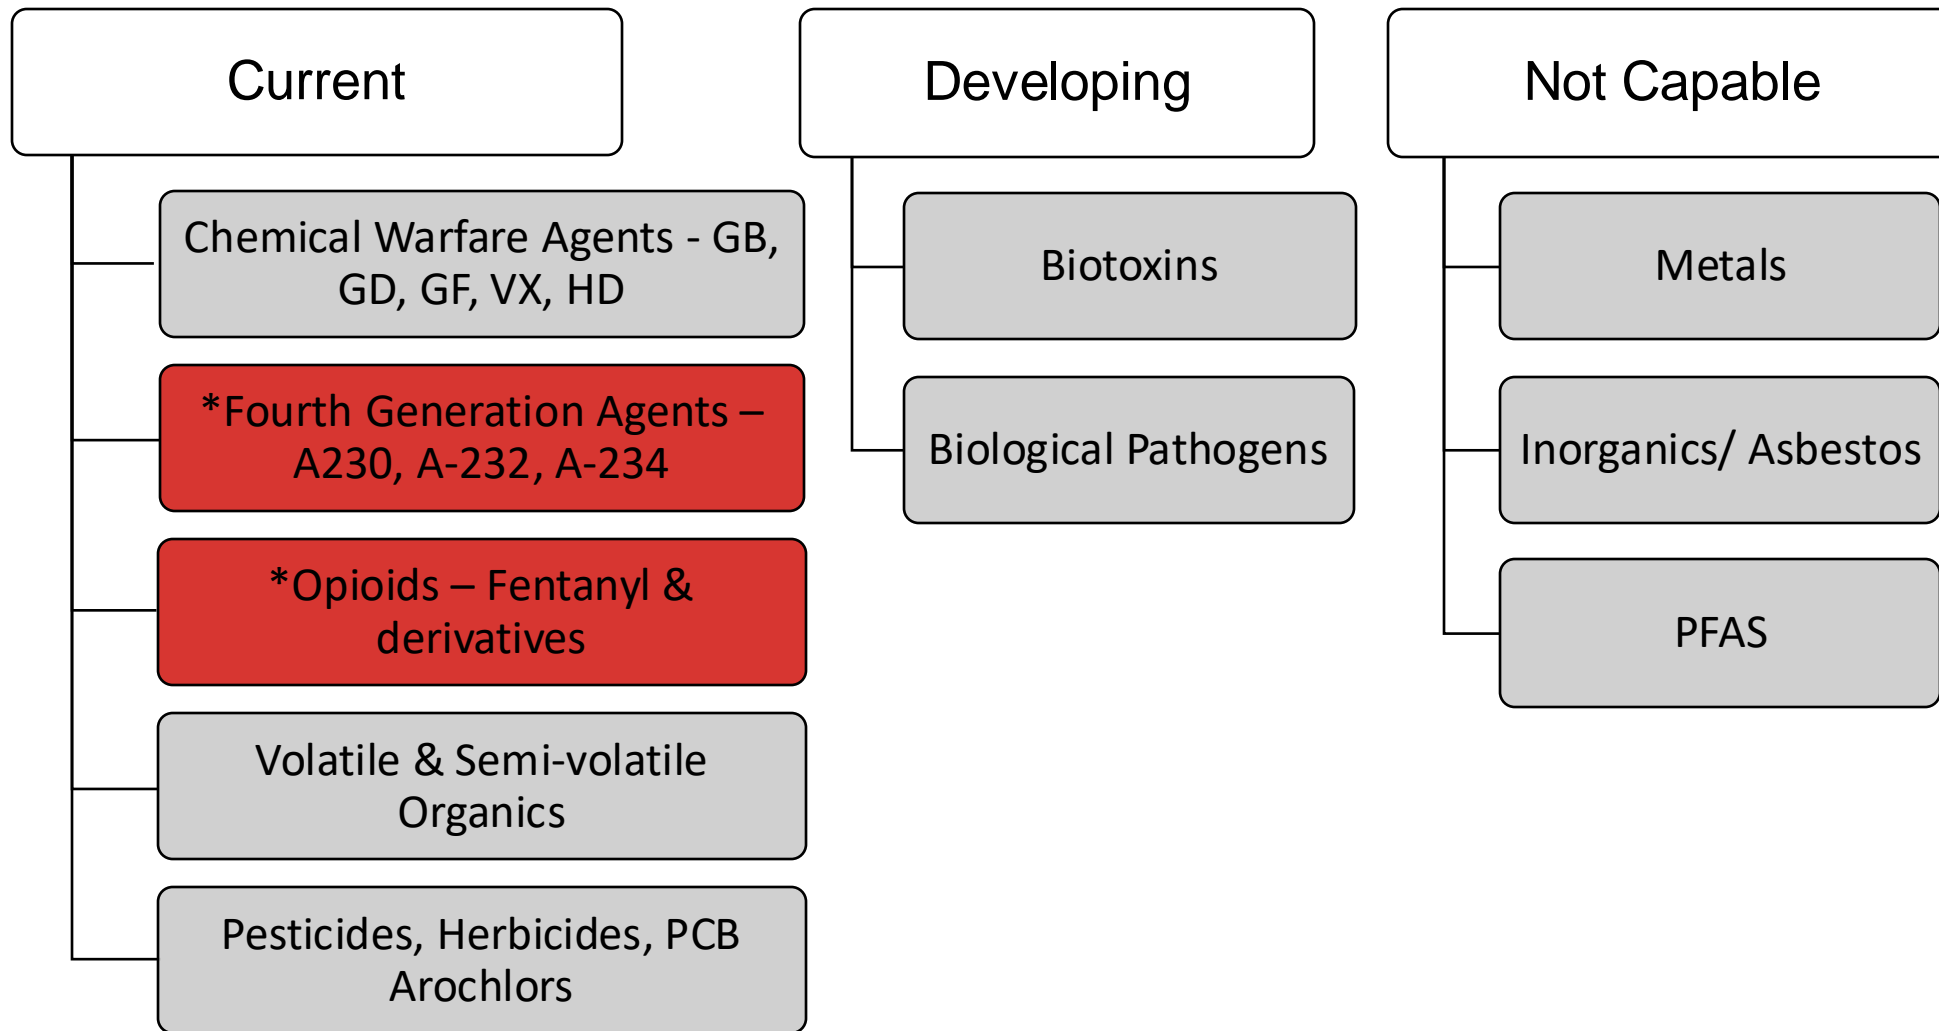 Current
Chemical Warfare Agents - GB,
GD, GF, VX, HD
*Fourth Generation Agents –
A230, A-232, A-234
*Opioids – Fentanyl &
derivatives
Volatile & Semi-volatile
Organics
Pesticides, Herbicides, PCB
Arochlors
Developing
Biotoxins
Biological Pathogens
Not Capable
Metals
Inorganics/ Asbestos
PFAS